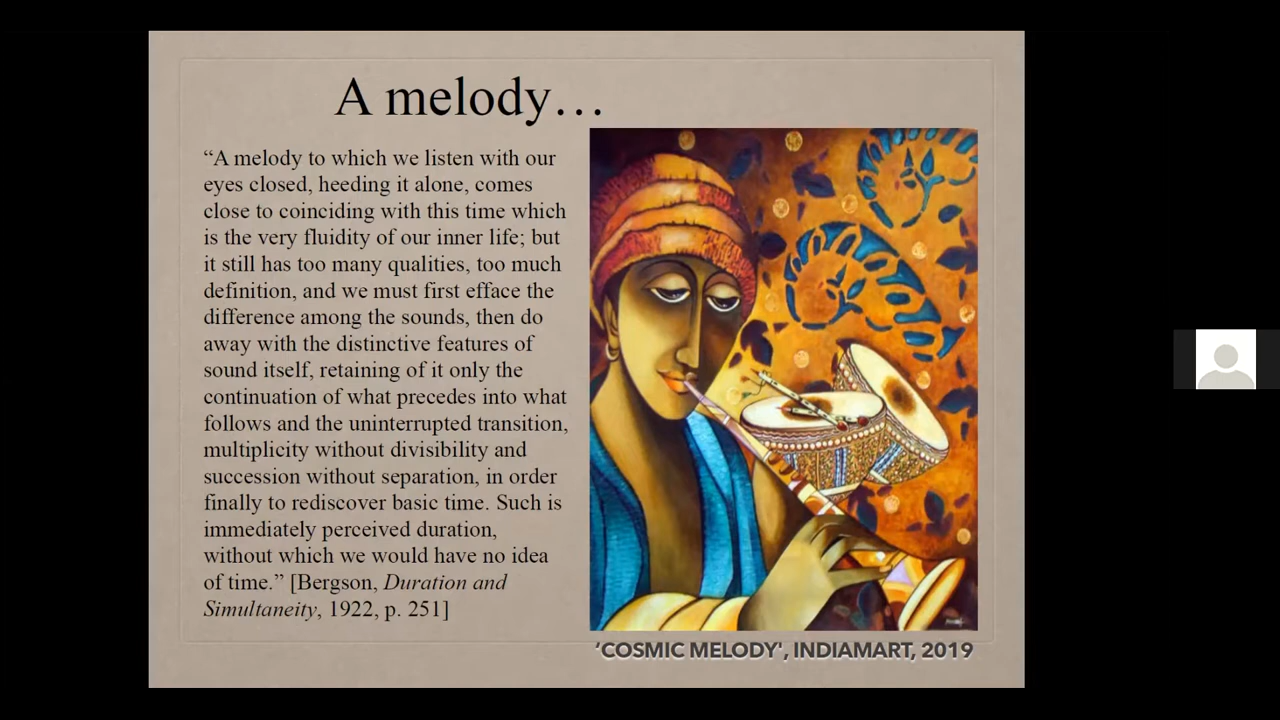 A melody…
“A melody to which we listen with our
eyes closed, heeding it alone, comes
close to coinciding with this time which
is the very fluidity of our inner life; but
it still has too many qualities, too much
definition, and we must first efface the
difference among the sounds, then do
away with the distinctive features of
sound itself, retaining of it only the
continuation of what precedes into what
follows and the uninterrupted transition,
multiplicity without divisibility and
succession without separation, in order
finally to rediscover basic time. Such is
immediately perceived duration,
without which we would have no idea
of time.” [Bergson, Duration and
Simultaneity, 1922, p. 251]
‘COSMIC MELODY', INDIAMART, 2019